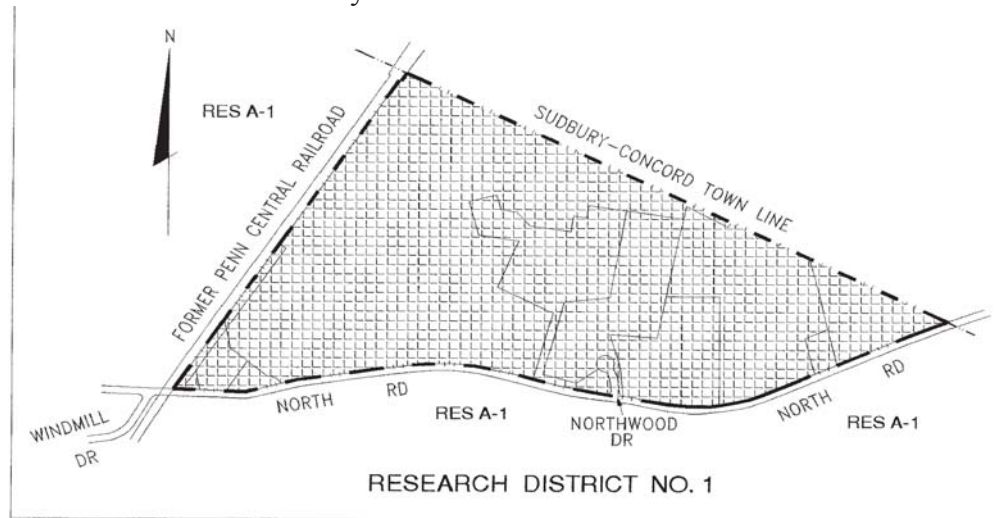 N
RES A-1
FORMER PENN CENTRAL RAILROAD
SUDBURY-CONCORD TOWN LINE
WINDMILL
DR
NORTH
RD
RES A-1
NORTHWOOD
DR
NORTH
RD
RES A-1
RESEARCH DISTRICT NO. 1